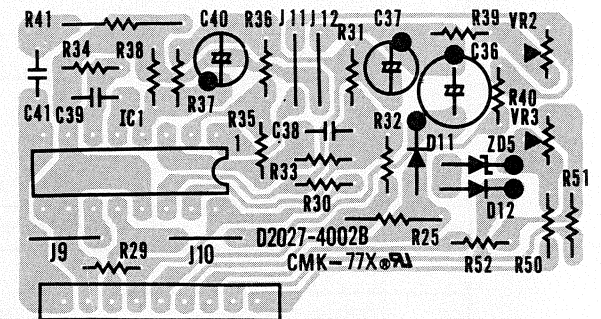 R41 C40 R36 J11 J12 C37 R39 VR2
R34 R38 R31 C36
C41 C39 R37 IC1 R40
R35 C38 R32 VR3
1 D11 ZD5
R33 R51
R30 D12
J9 J10 D2027-4002B R25
R29 CMK-77X R52 R50